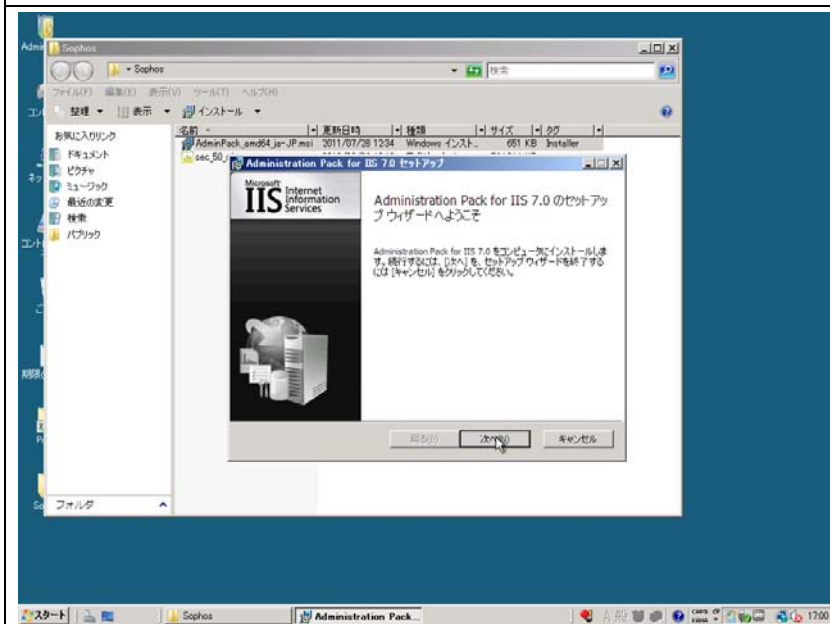 Sophos
Sophos
検索
ファイル(F) 編集(E) 表示(V) ツール(T) ヘルプ(H)
整理 表示 インストール
お気に入りリンク
ドキュメント
ピクチャ
ミュージック
最近の変更
検索
パブリック
フォルダ
名前 更新日時 種類 サイズ タグ
AdminPack_amd64_ja-JP.msi 2011/07/28 12:34 Windows インスト... 651 KB Installer
sec_50
Administration Pack for IIS 7.0 セットアップ
Microsoft
IIS Internet Information Services
Administration Pack for IIS 7.0 のセットアッ
プ ウィザードへようこそ
Administration Pack for IIS 7.0 をコンピュータにインストールしま
す。続行するには、[次へ] を、セットアップ ウィザードを終了する
には [キャンセル] をクリックしてください。
戻る(B) 次へ(N) キャンセル
スタート Sophos Administration Pack... A 般 CAPS KANA 17:00